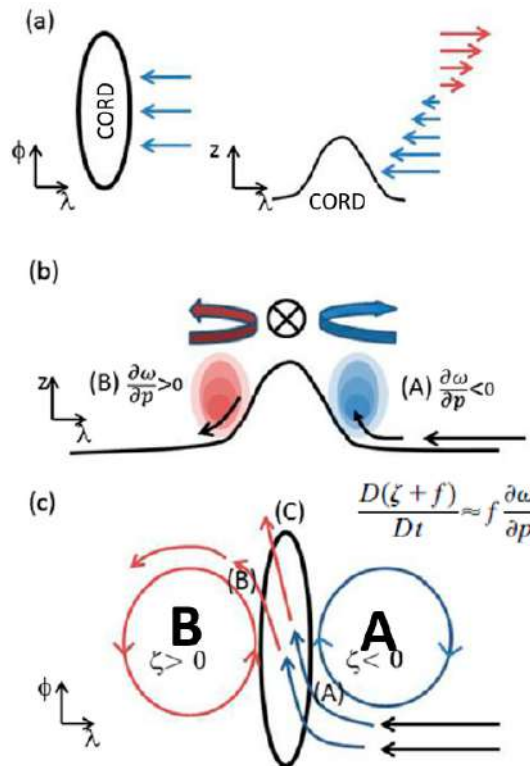 (a)
CORD
ϕ
λ
z
λ
CORD
(b)
z
λ
(B) ∂ω/∂p>0
(A) ∂ω/∂p<0
(c)
D(ζ + f)/Dt ≈ f ∂ω/∂p
(C)
(B)
B
ζ> 0
A
ζ< 0
(A)
ϕ
λ